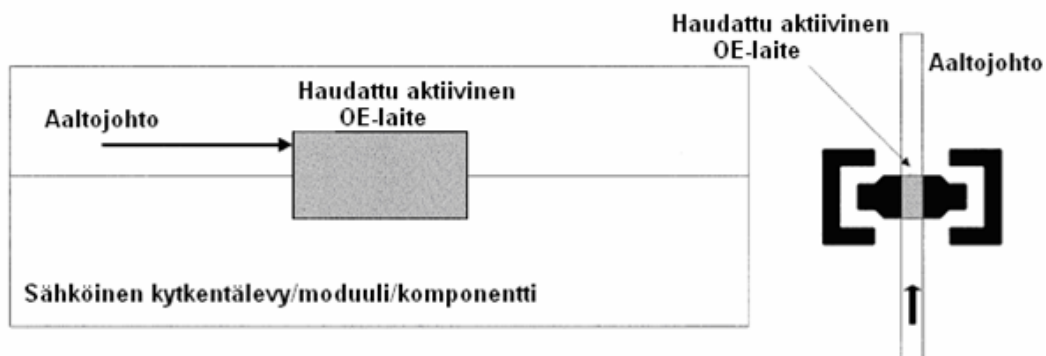 Haudattu aktiivinen
OE-laite
Aaltojohto
Haudattu aktiivinen
OE-laite
Aaltojohto
Sähköinen kytkentälevy/moduuli/komponentti